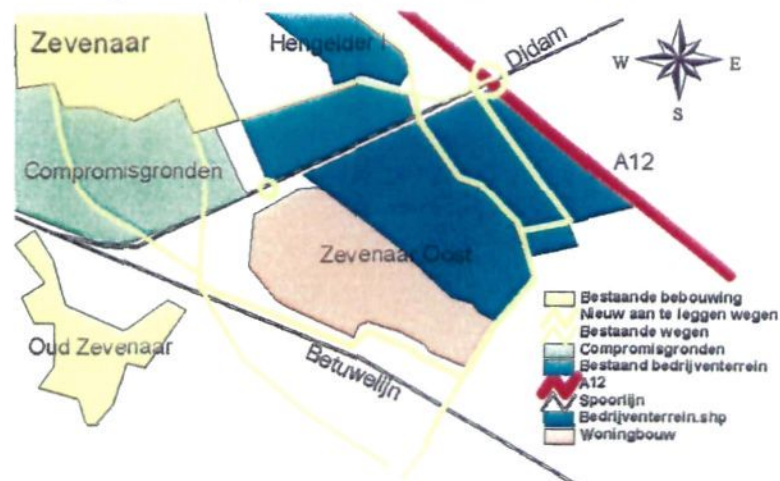 Zevenaar
Hengelder I
Didam
W
E
S
A12
Compromisgronden
Zevenaar Oost
Oud Zevenaar
Betuwelijn
Bestaande bebouwing
Nieuw aan te leggen wegen
Bestaande wegen
Compromisgronden
Bestaand bedrijventerrein
A12
Spoorlijn
Bedrijventerrein.shp
Woningbouw